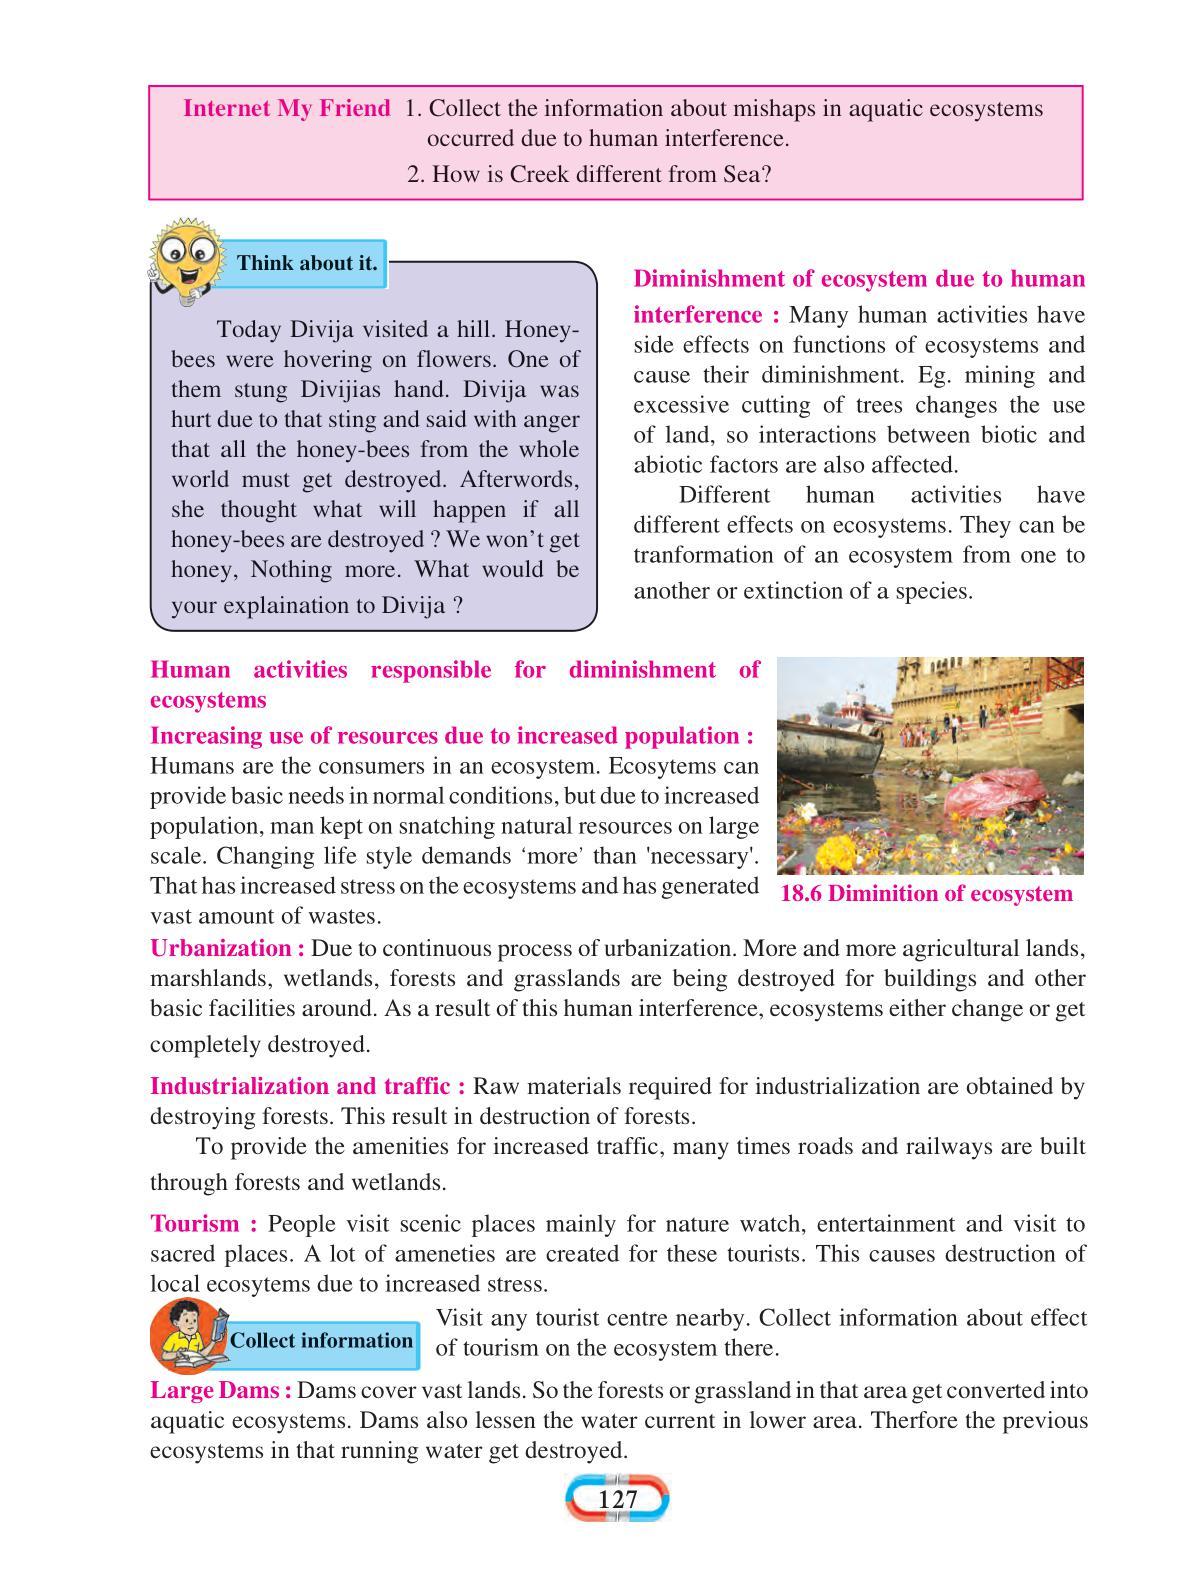 Internet My Friend 1. Collect the information about mishaps in aquatic ecosystems
occurred due to human interference.
2. How is Creek different from Sea?
Think about it.
Today Divija visited a hill. Honey-
bees were hovering on flowers. One of
them stung Divijias hand. Divija was
hurt due to that sting and said with anger
that all the honey-bees from the whole
world must get destroyed. Afterwords,
she thought what will happen if all
honey-bees are destroyed ? We won't get
honey, Nothing more. What would be
your explaination to Divija ?
Diminishment of ecosystem due to human
interference : Many human activities have
side effects on functions of ecosystems and
cause their diminishment. Eg. mining and
excessive cutting of trees changes the use
of land, so interactions between biotic and
abiotic factors are also affected.
Different human activities have
different effects on ecosystems. They can be
tranformation of an ecosystem from one to
another or extinction of a species.
Human activities responsible for diminishment of
ecosystems
Increasing use of resources due to increased population :
Humans are the consumers in an ecosystem. Ecosytems can
provide basic needs in normal conditions, but due to increased
population, man kept on snatching natural resources on large
scale. Changing life style demands ‘more’ than 'necessary'.
That has increased stress on the ecosystems and has generated
vast amount of wastes.
18.6 Diminition of ecosystem
Urbanization : Due to continuous process of urbanization. More and more agricultural lands,
marshlands, wetlands, forests and grasslands are being destroyed for buildings and other
basic facilities around. As a result of this human interference, ecosystems either change or get
completely destroyed.
Industrialization and traffic : Raw materials required for industrialization are obtained by
destroying forests. This result in destruction of forests.
To provide the amenities for increased traffic, many times roads and railways are built
through forests and wetlands.
Tourism : People visit scenic places mainly for nature watch, entertainment and visit to
sacred places. A lot of ameneties are created for these tourists. This causes destruction of
local ecosytems due to increased stress.
Collect information
Visit any tourist centre nearby. Collect information about effect
of tourism on the ecosystem there.
Large Dams : Dams cover vast lands. So the forests or grassland in that area get converted into
aquatic ecosystems. Dams also lessen the water current in lower area. Therfore the previous
ecosystems in that running water get destroyed.
127